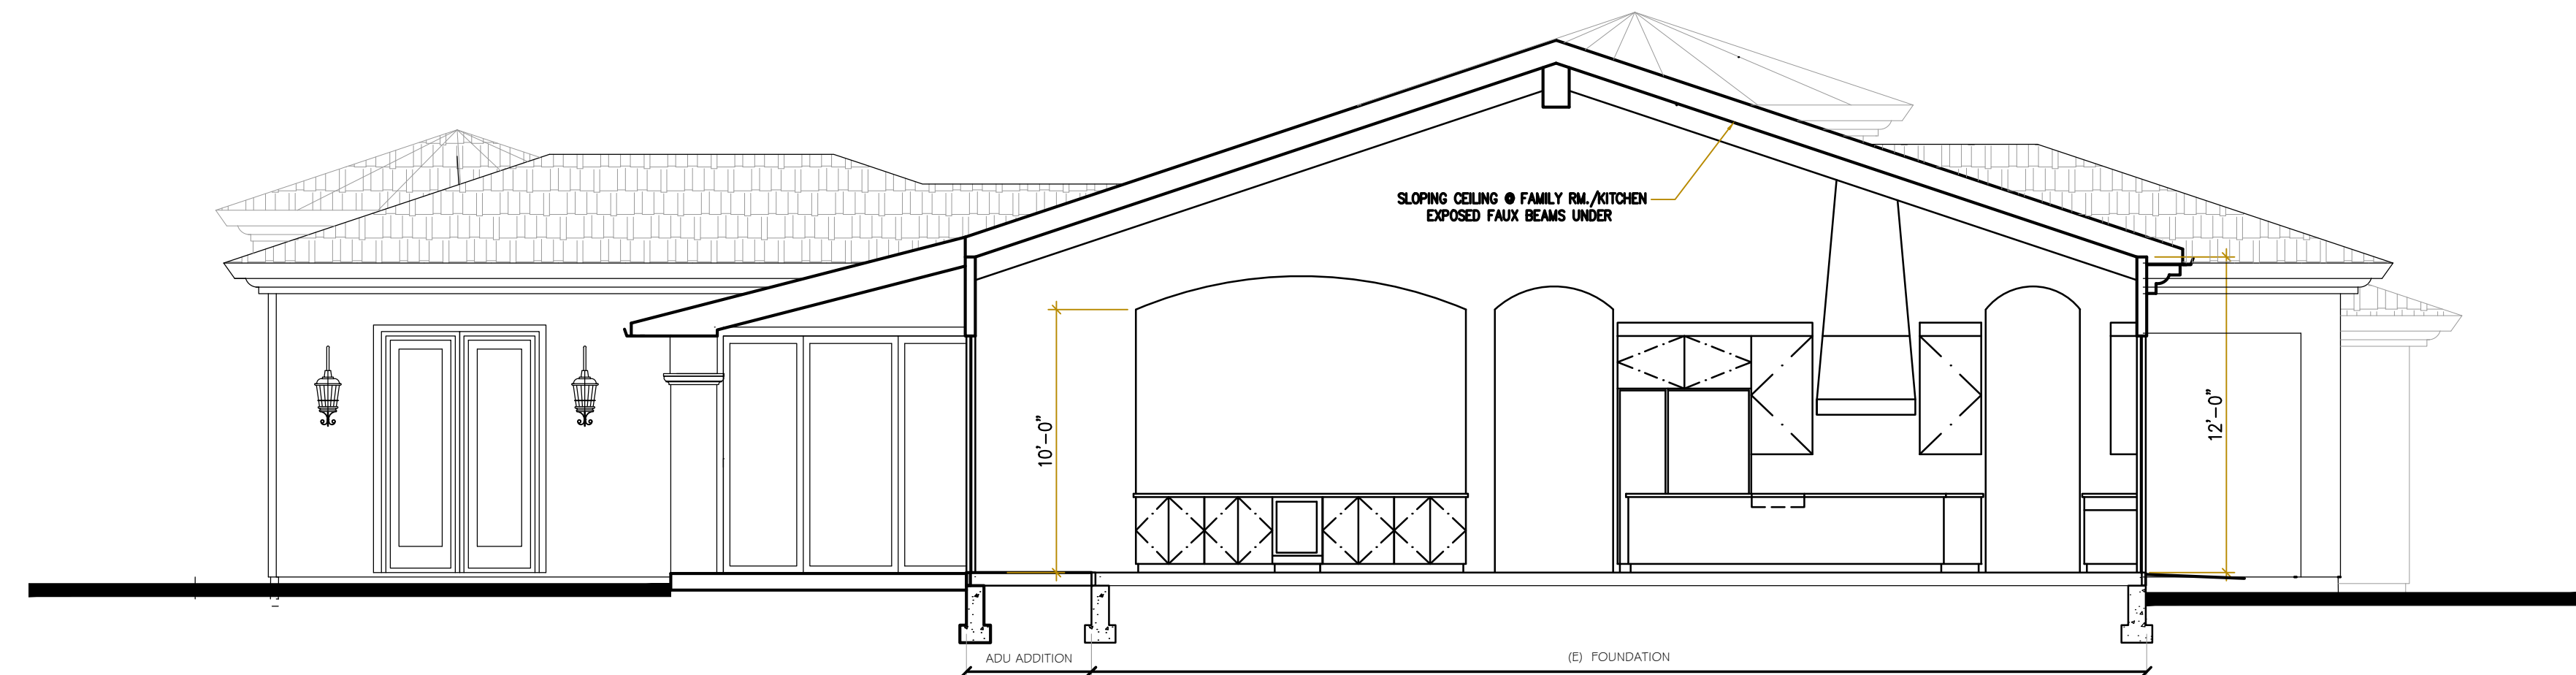 SLOPING CEILING @ FAMILY RM./KITCHEN
EXPOSED FAUX BEAMS UNDER
10'-0"
12'-0"
ADU ADDITION
(E) FOUNDATION